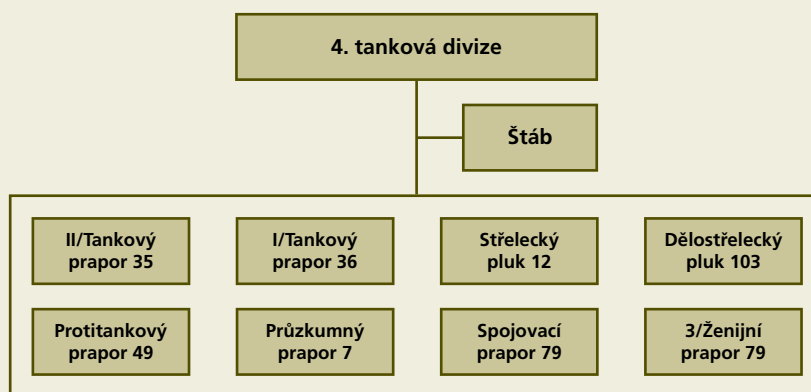 4. tanková divize
Štáb
II/Tankový
prapor 35
I/Tankový
prapor 36
Střelecký
pluk 12
Dělostřelecký
pluk 103
Protitankový
prapor 49
Průzkumný
prapor 7
Spojovací
prapor 79
3/Ženijní
prapor 79